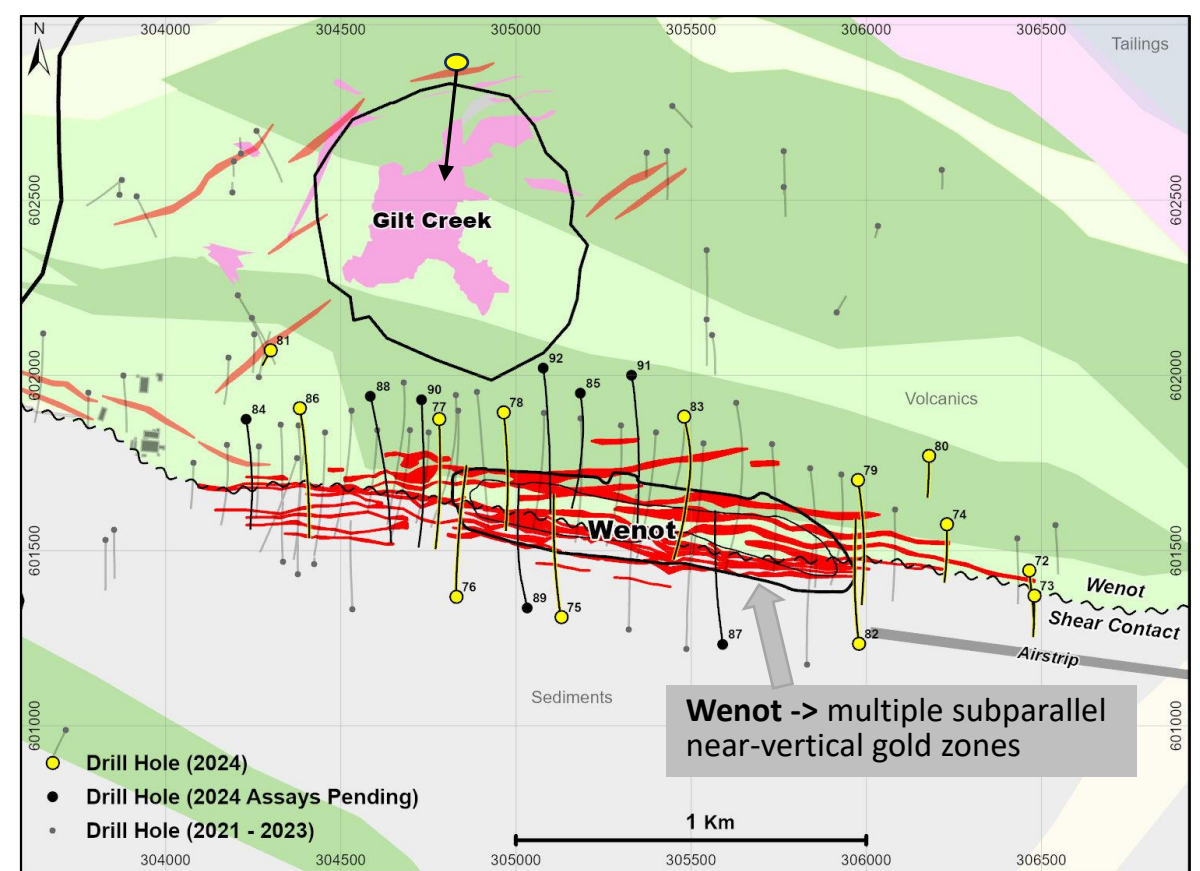 N
304000
304500
305000
305500
306000
306500
Tailings
602500
602500
Gilt Creek
602000
602000
81
92
91
88
85
90
86
78
77
83
84
Volcanics
80
79
74
601500
601500
Wenot
72
73
76
89
75
87
82
Wenot
Shear Contact
Airstrip
Sediments
Wenot -> multiple subparallel
near-vertical gold zones
601000
601000
Drill Hole (2024)
Drill Hole (2024 Assays Pending)
Drill Hole (2021 - 2023)
1 Km
304000
304500
305000
305500
306000
306500